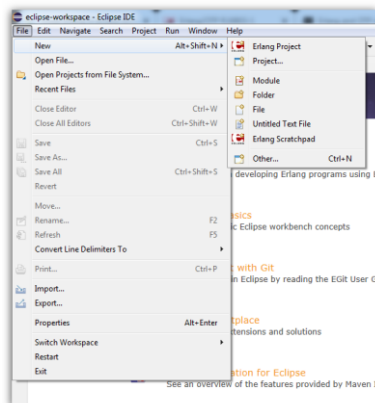 eclipse-workspace - Eclipse IDE
File Edit Navigate Search Project Run Window Help
New Alt+Shift+N
Open File...
Open Projects from File System...
Recent Files
Close Editor Ctrl+W
Close All Editors Ctrl+Shift+W
Save Ctrl+S
Save As...
Save All Ctrl+Shift+S
Revert
Move...
Rename... F2
Refresh F5
Convert Line Delimiters To
Print... Ctrl+P
Import...
Export...
Properties Alt+Enter
Switch Workspace
Restart
Exit
Erlang Project
Project...
Module
Folder
File
Untitled Text File
Erlang Scratchpad
Other... Ctrl+N
developing Erlang programs using
Eclipse workbench concepts
with Git
in Eclipse by reading the EGit User
and solutions
for Eclipse
See an overview of the features provided by Maven